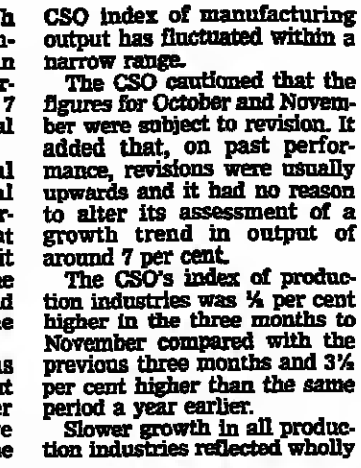 CSO index of manufacturing
output has fluctuated within a
narrow range.
The CSO cautioned that the
figures for October and Novem-
ber were subject to revision. It
added that, on past perfor-
mance, revisions were usually
upwards and it had no reason
to alter its assessment of a
growth trend in output of
around 7 per cent.
The CSO's index of produc-
tion industries was ½ per cent
higher in the three months to
November compared with the
previous three months and 3½
per cent higher than the same
period a year earlier.
Slower growth in all produc-
tion industries reflected wholly